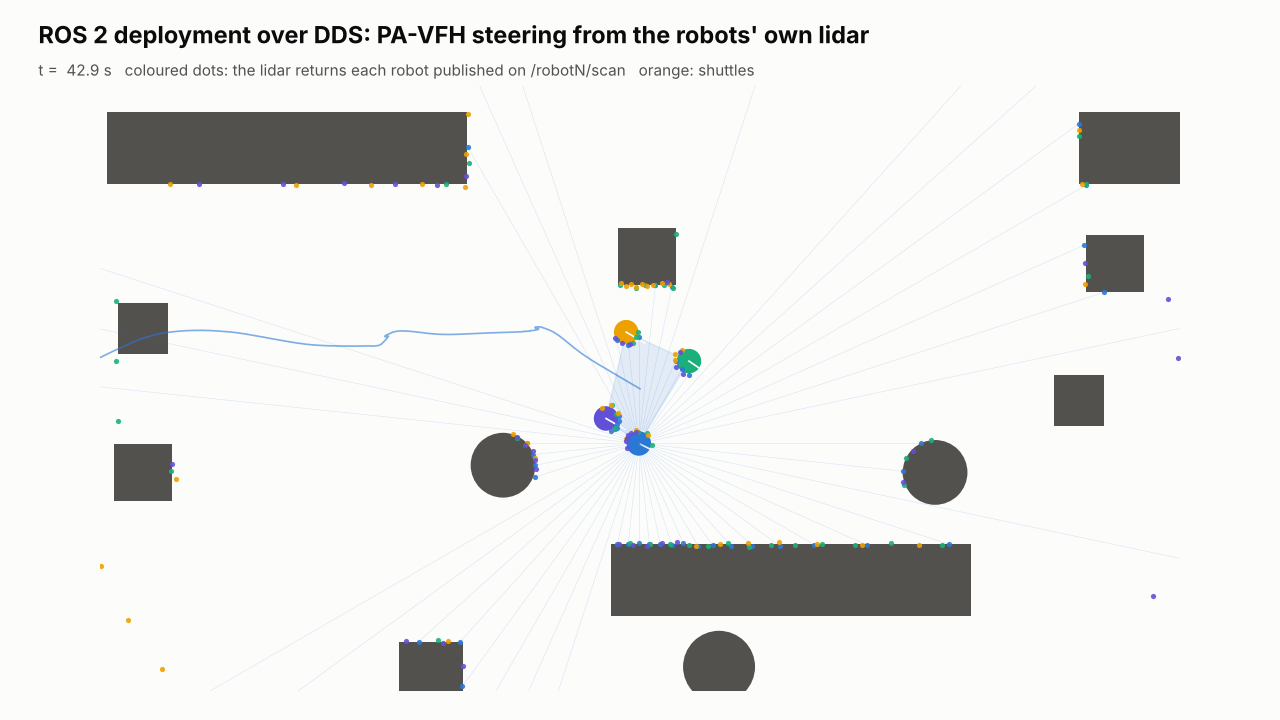 ROS 2 deployment over DDS: PA-VFH steering from the robots' own lidar
t =  42.9 s   coloured dots: the lidar returns each robot published on /robotN/scan   orange: shuttles